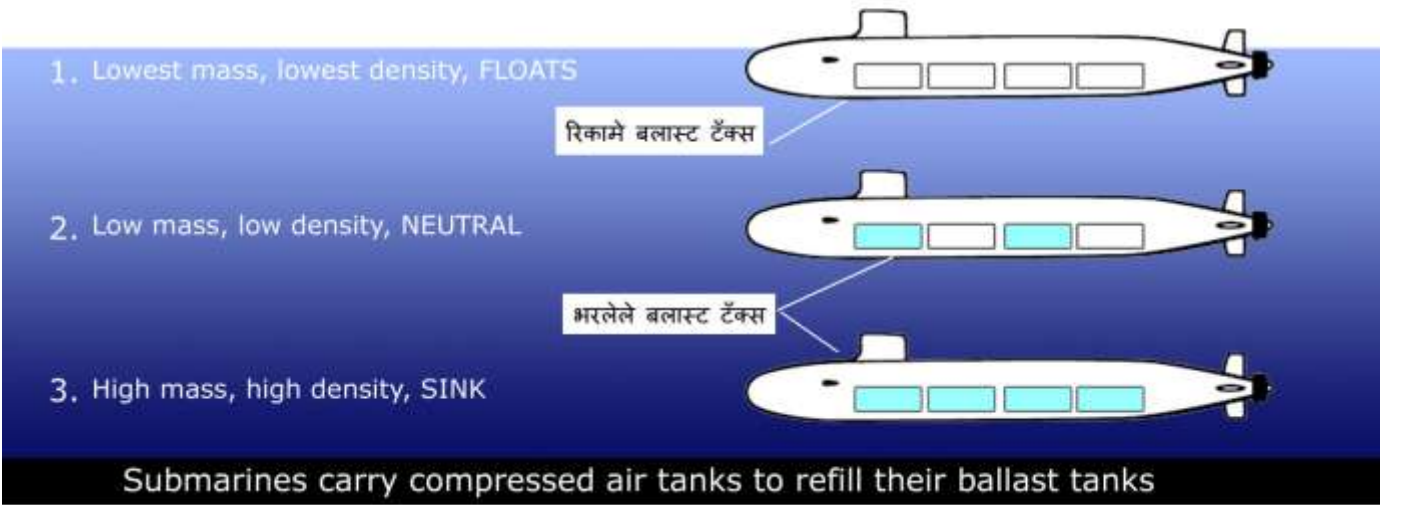 1. Lowest mass, lowest density, FLOATS
रिकामे बलास्ट टँक्स
2. Low mass, low density, NEUTRAL
भरलेले बलास्ट टँक्स
3. High mass, high density, SINK
Submarines carry compressed air tanks to refill their ballast tanks